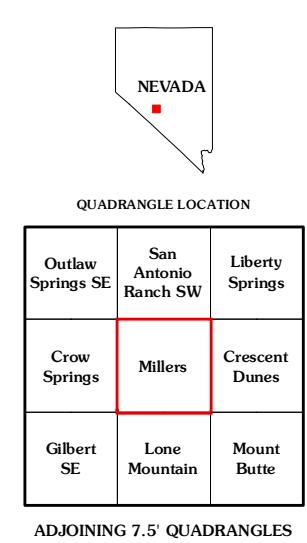 NEVADA
QUADRANGLE LOCATION
Outlaw
Springs SE
San
Antonio
Ranch SW
Liberty
Springs
Crow
Springs
Millers
Crescent
Dunes
Gilbert
SE
Lone
Mountain
Mount
Butte
ADJOINING 7.5' QUADRANGLES